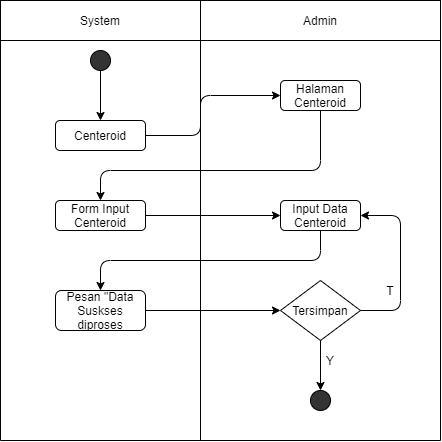 System
Admin
Centeroid
Halaman
Centeroid
Form Input
Centeroid
Input Data
Centeroid
Pesan "Data
Suskses
diproses
Tersimpan
T
Y